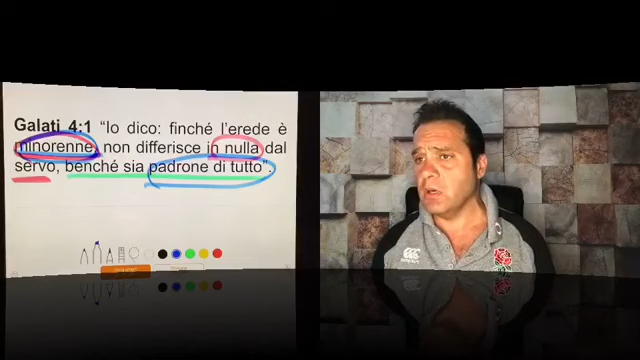 Galati 4:1 “Io dico: finché l’erede è
minorenne, non differisce in nulla dal
servo, benché sia padrone di tutto”.